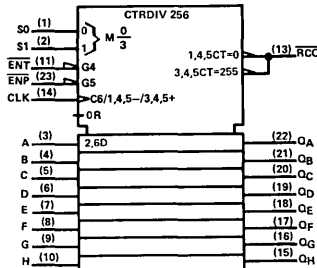 CTRDIV 256
S0 (1) 0
S1 (2) 1
M 0/3
ENT (11) G4
ENP (23) G5
CLK (14) C6/1,4,5−/3,4,5+
0R
1,4,5CT=0 (13) RCO
3,4,5CT=255
A (3) 2,6D (22) QA
B (4) (21) QB
C (5) (20) QC
D (6) (19) QD
E (7) (18) QE
F (8) (17) QF
G (9) (16) QG
H (10) (15) QH